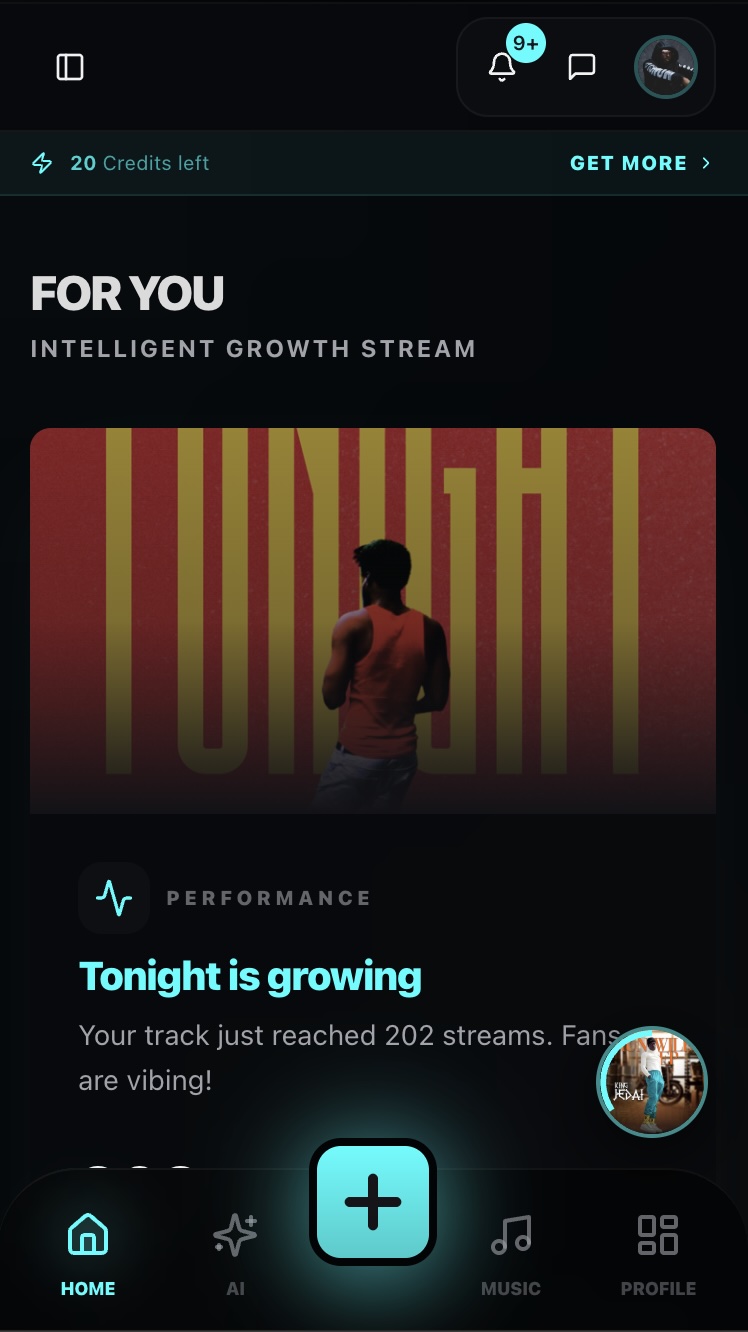 9+
20 Credits left
GET MORE
FOR YOU
INTELLIGENT GROWTH STREAM
TONIGHT
PERFORMANCE
Tonight is growing
Your track just reached 202 streams. Fans
are vibing!
KING
JEDAI
HOME
AI
MUSIC
PROFILE